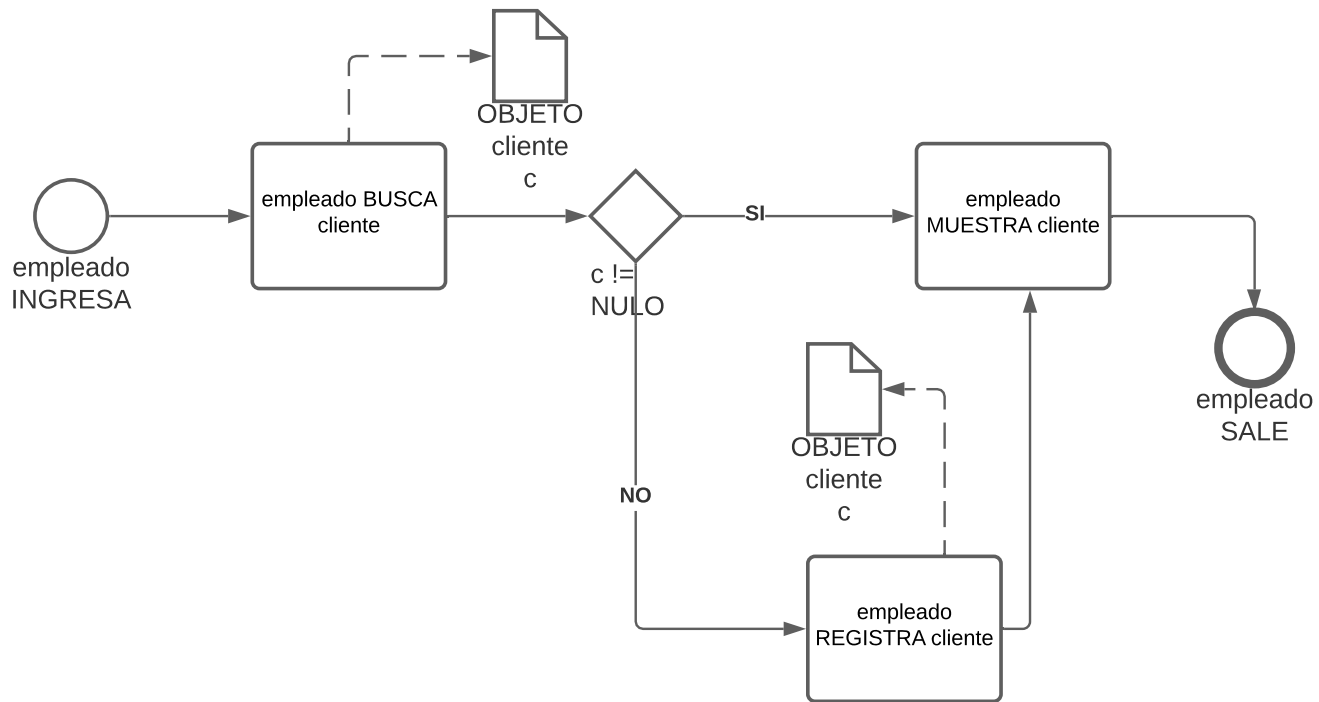 OBJETO
cliente
c
empleado BUSCA
cliente
empleado
INGRESA
c !=
NULO
SI
empleado
MUESTRA cliente
empleado
SALE
OBJETO
cliente
c
NO
empleado
REGISTRA cliente